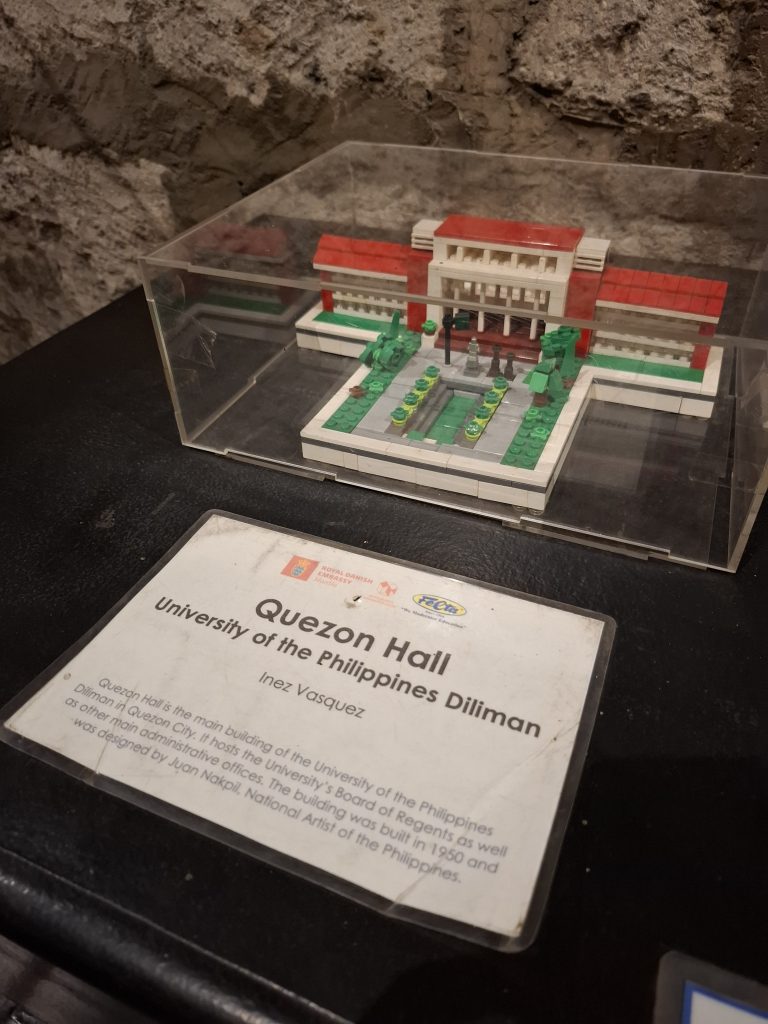 ROYAL DANISH
EMBASSY
Manila
FeLta
Quezon Hall
University of the Philippines Diliman
Inez Vasquez
Quezon Hall is the main building of the University of the Philippines
Diliman in Quezon City. It hosts the University's Board of Regents as well
as other main administrative offices. The building was built in 1950 and
was designed by Juan Nakpil, National Artist of the
Philippines.